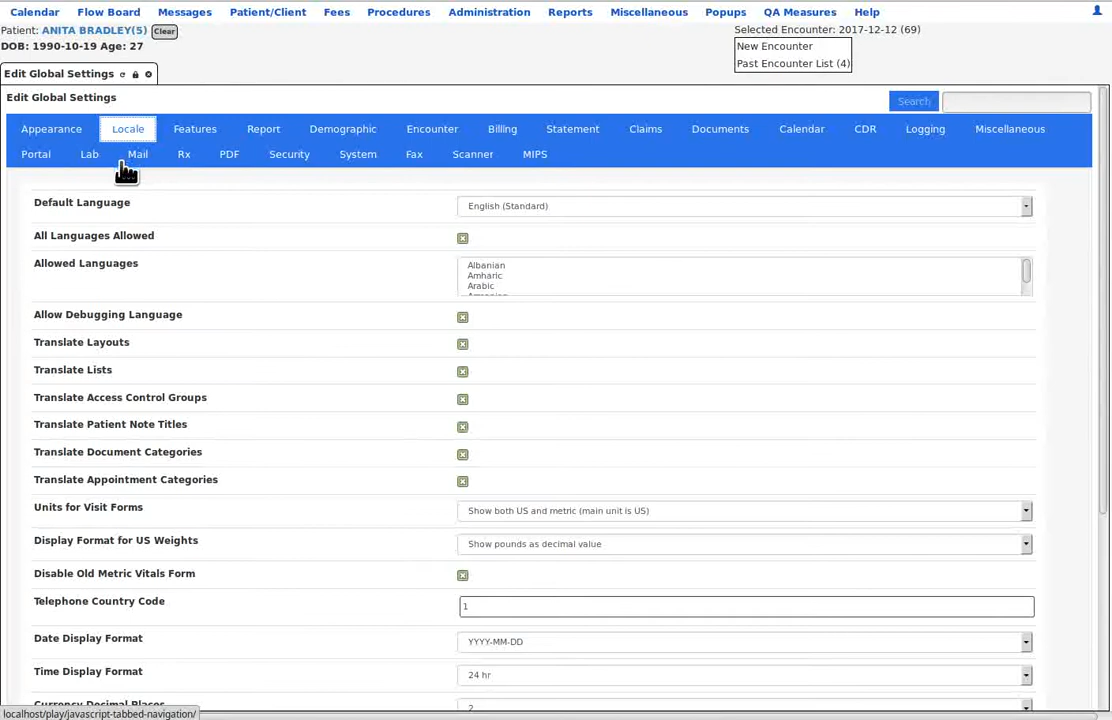 Calendar Flow Board Messages Patient/Client Fees Procedures Administration Reports Miscellaneous Popups QA Measures Help
Patient: ANITA BRADLEY(5) Clear
DOB: 1990-10-19 Age: 27
Selected Encounter: 2017-12-12 (69)
New Encounter
Past Encounter List (4)
Edit Global Settings
Edit Global Settings
Search
Appearance Locale Features Report Demographic Encounter Billing Statement Claims Documents Calendar CDR Logging Miscellaneous
Portal Lab Mail Rx PDF Security System Fax Scanner MIPS
Default Language English (Standard)
All Languages Allowed
Allowed Languages Albanian
Amharic
Arabic
Armenian
Allow Debugging Language
Translate Layouts
Translate Lists
Translate Access Control Groups
Translate Patient Note Titles
Translate Document Categories
Translate Appointment Categories
Units for Visit Forms Show both US and metric (main unit is US)
Display Format for US Weights Show pounds as decimal value
Disable Old Metric Vitals Form
Telephone Country Code 1
Date Display Format YYYY-MM-DD
Time Display Format 24 hr
Currency Decimal Places 2
localhost/play/javascript-tabbed-navigation/